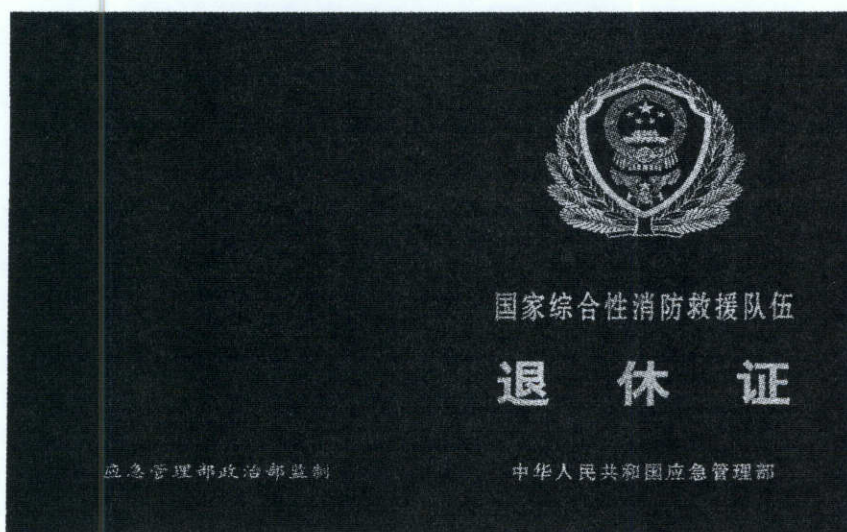 国家综合性消防救援队伍
退休证
应急管理部政治部监制
中华人民共和国应急管理部